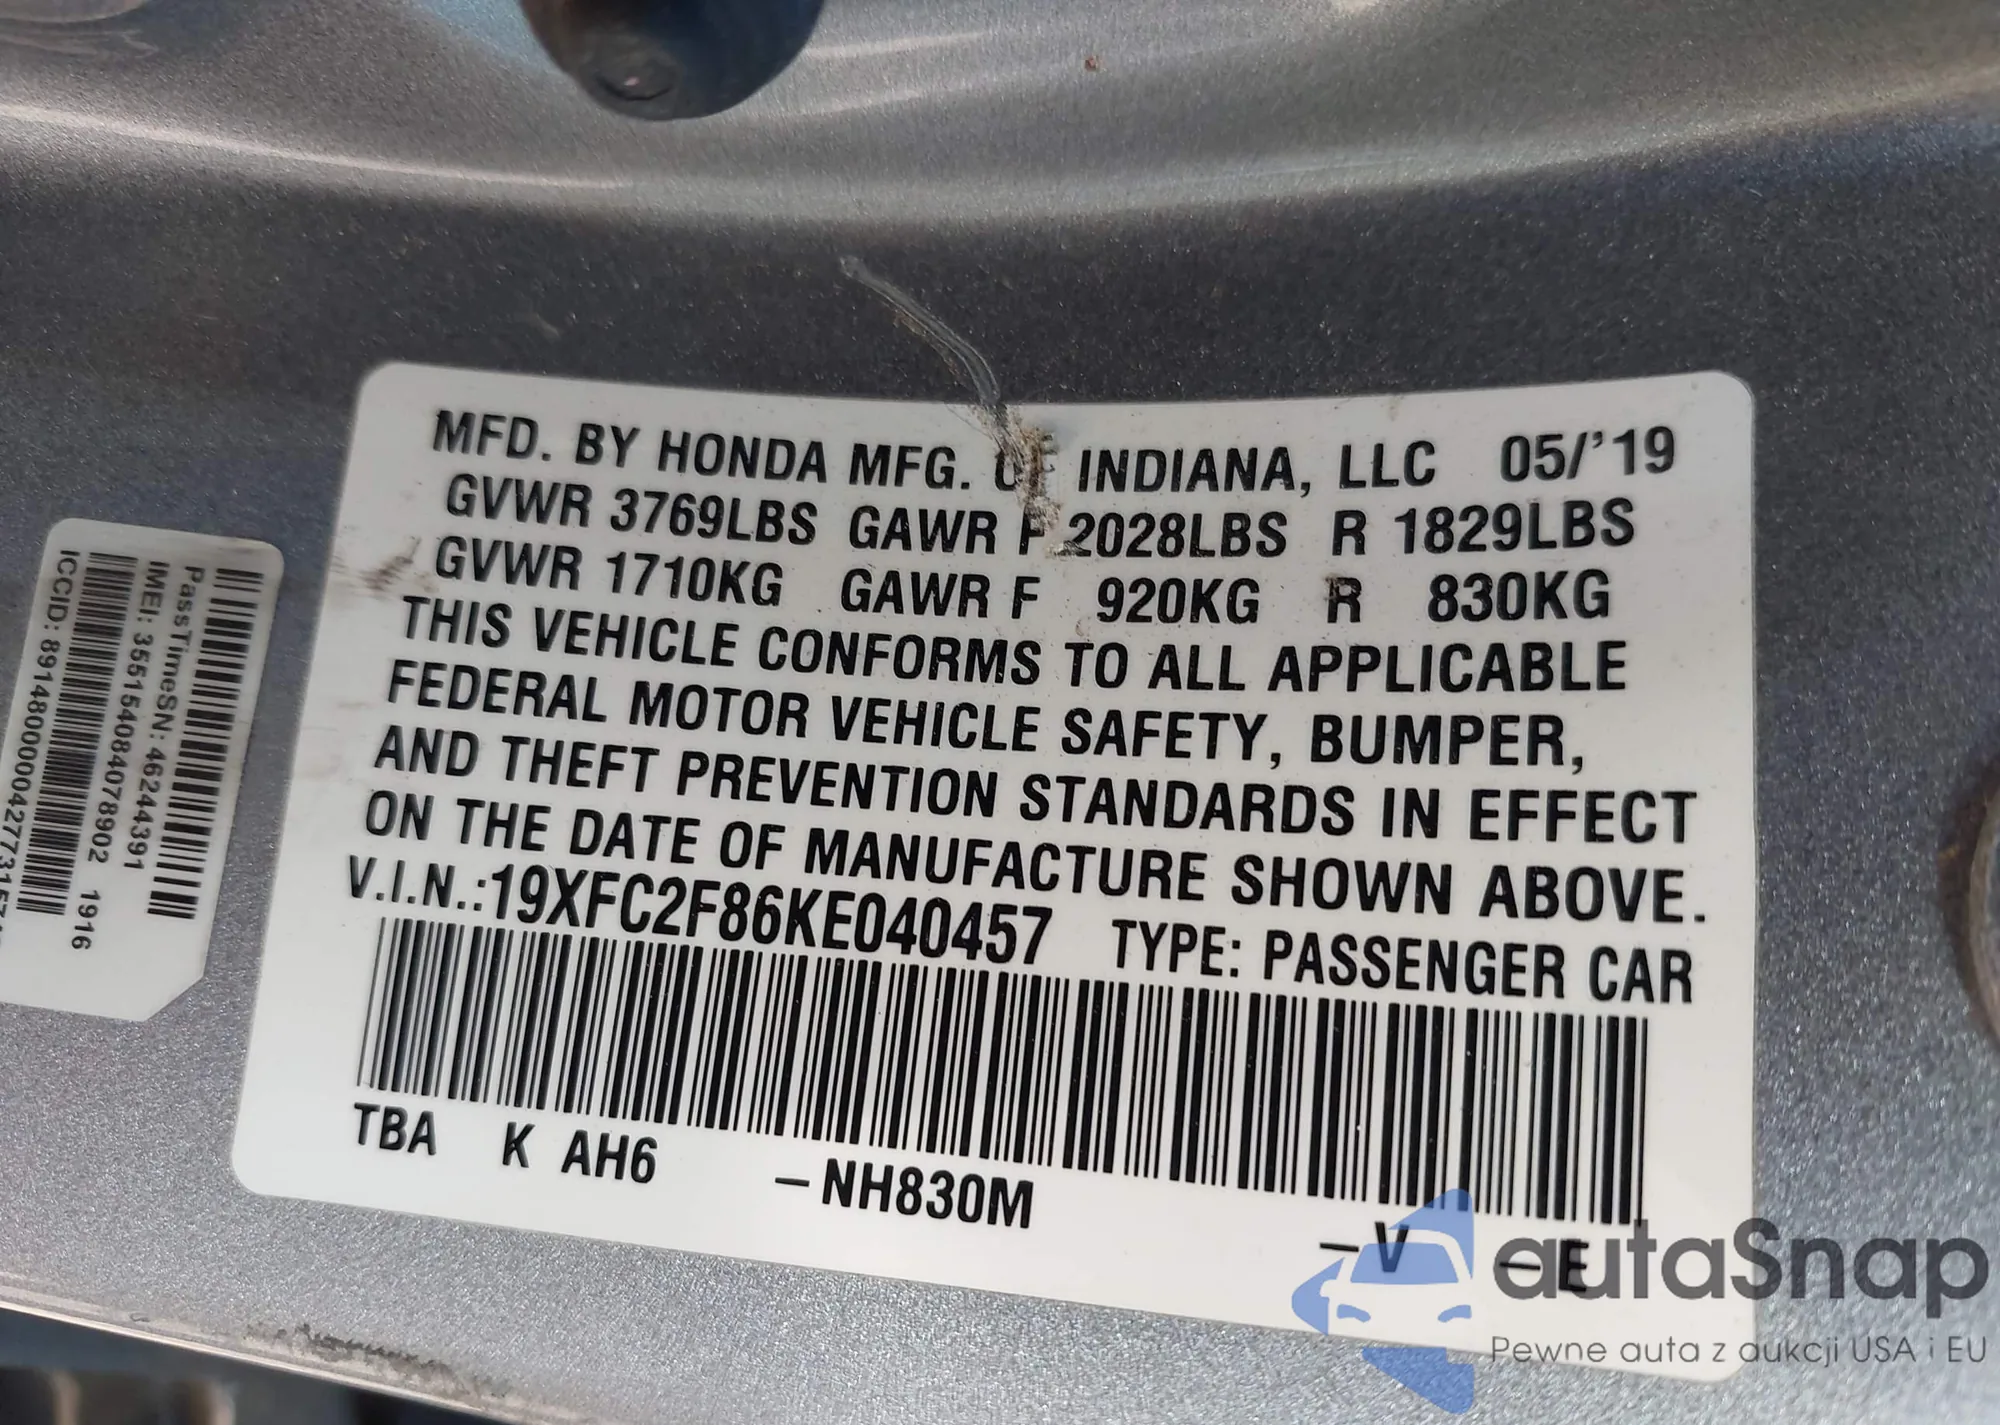 MFD. BY HONDA MFG. OF INDIANA, LLC 05/'19
GVWR 3769LBS GAWR F 2028LBS R 1829LBS
GVWR 1710KG GAWR F 920KG R 830KG
THIS VEHICLE CONFORMS TO ALL APPLICABLE
FEDERAL MOTOR VEHICLE SAFETY, BUMPER,
AND THEFT PREVENTION STANDARDS IN EFFECT
ON THE DATE OF MANUFACTURE SHOWN ABOVE.
V.I.N.:19XFC2F86KE040457 TYPE: PASSENGER CAR
TBA K AH6 –NH830M –V –E
PassTimeSN: 46244391
IMEI: 355154084078902 1916
ICCID:
autaSnap
Pewne auta z aukcji USA i EU